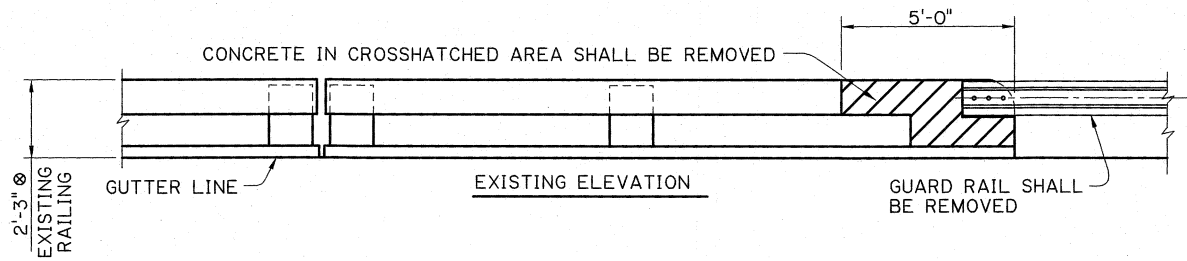 5'-0"
CONCRETE IN CROSSHATCHED AREA SHALL BE REMOVED
2'-3" ⊗
EXISTING
RAILING
GUTTER LINE
EXISTING ELEVATION
GUARD RAIL SHALL
BE REMOVED